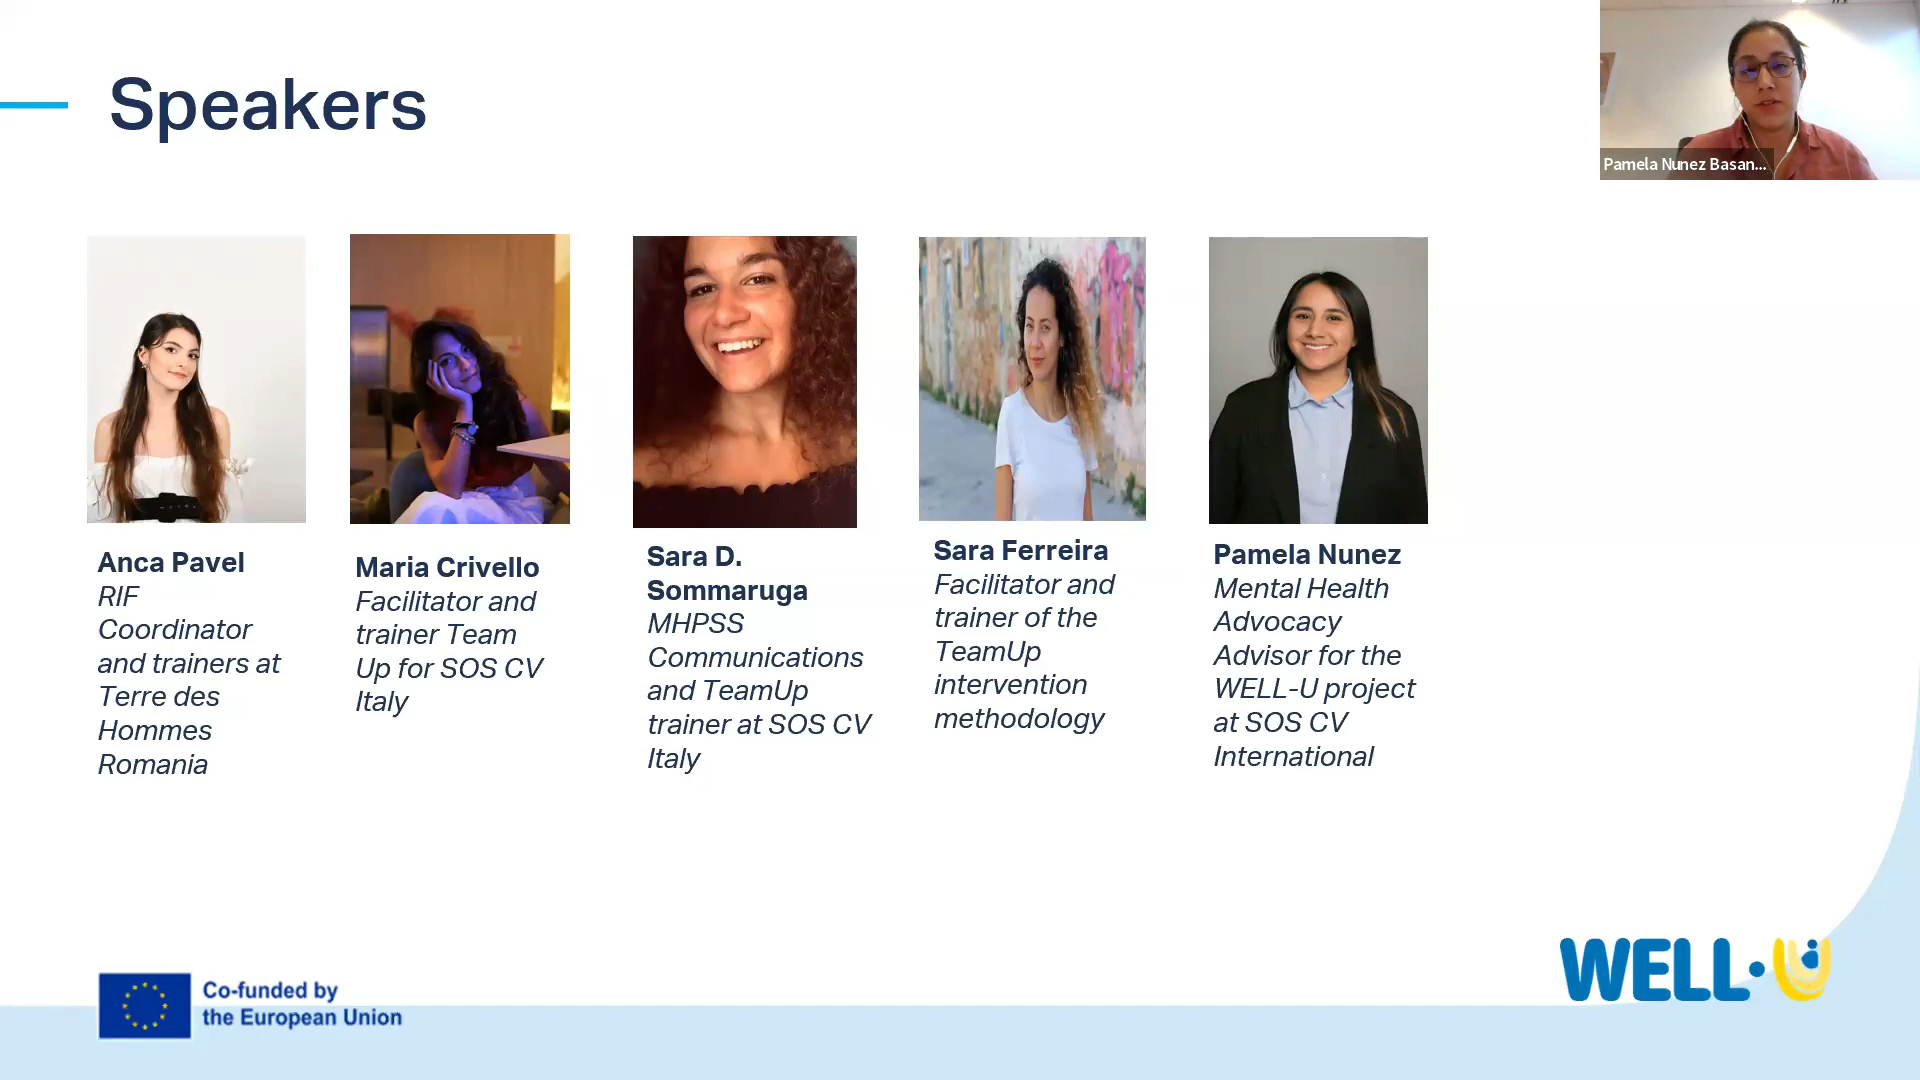 Speakers
Pamela Nunez Basan...
Anca Pavel
RIF
Coordinator
and trainers at
Terre des
Hommes
Romania
Maria Crivello
Facilitator and
trainer Team
Up for SOS CV
Italy
Sara D.
Sommaruga
MHPSS
Communications
and TeamUp
trainer at SOS CV
Italy
Sara Ferreira
Facilitator and
trainer of the
TeamUp
intervention
methodology
Pamela Nunez
Mental Health
Advocacy
Advisor for the
WELL-U project
at SOS CV
International
Co-funded by
the European Union
WELL·U